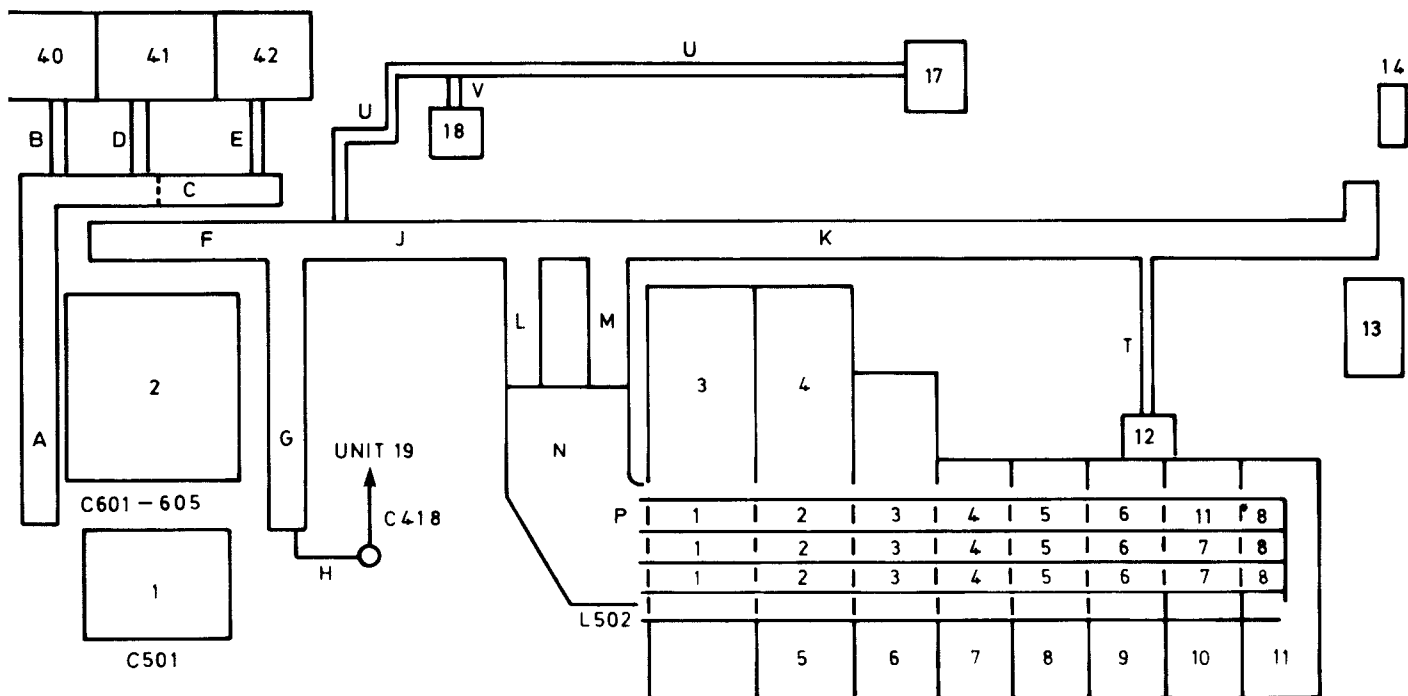 40 41 42
U
17
14
B D E
U
V
18
C
F J K
L M
T
13
2
3 4
A
G
UNIT 19
N
12
C601-605
C418
P 1 2 3 4 5 6 11 8
1 2 3 4 5 6 7 8
H
1
1 2 3 4 5 6 7 8
L502
C501
5 6 7 8 9 10 11